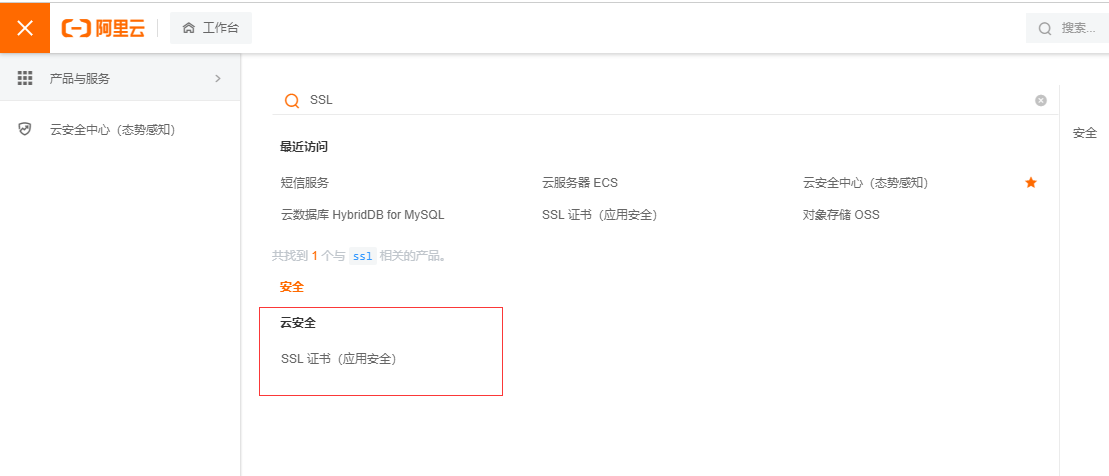 阿里云 工作台 搜索...
产品与服务
云安全中心（态势感知）
SSL
安全
最近访问
短信服务 云服务器 ECS 云安全中心（态势感知）
云数据库 HybridDB for MySQL SSL 证书（应用安全） 对象存储 OSS
共找到 1 个与 ssl 相关的产品。
安全
云安全
SSL 证书（应用安全）